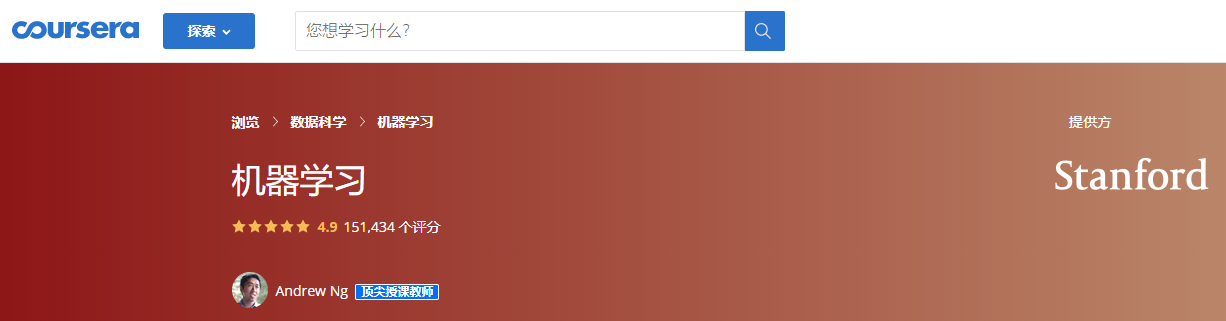 coursera 探索 您想学习什么?
浏览 > 数据科学 > 机器学习
提供方
机器学习
Stanford
4.9 151,434 个评分
Andrew Ng 顶尖授课教师